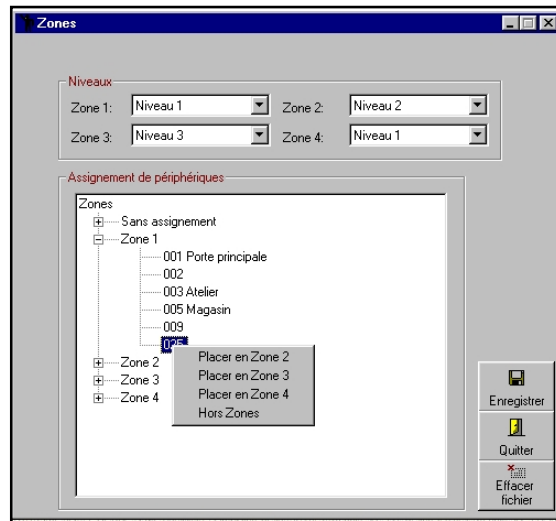 Zones
Niveaux
Zone 1: Niveau 1 Zone 2: Niveau 2
Zone 3: Niveau 3 Zone 4: Niveau 1
Assignement de périphériques
Zones
Sans assignement
Zone 1
001 Porte principale
002
003 Atelier
005 Magasin
009
025
Zone 2
Zone 3
Zone 4
Placer en Zone 2
Placer en Zone 3
Placer en Zone 4
Hors Zones
Enregistrer
Quitter
Effacer
fichier